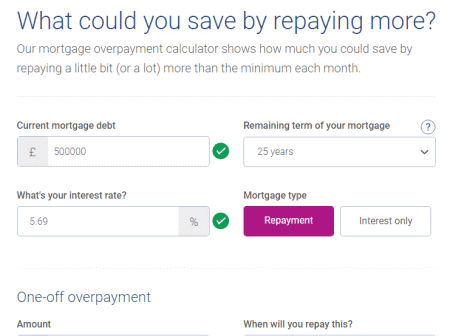 What could you save by repaying more?
Our mortgage overpayment calculator shows how much you could save by
repaying a little bit (or a lot) more than the minimum each month.
Current mortgage debt
Remaining term of your mortgage
?
£ 500000
25 years
What's your interest rate?
Mortgage type
5.69 %
Repayment
Interest only
One-off overpayment
Amount
When will you repay this?